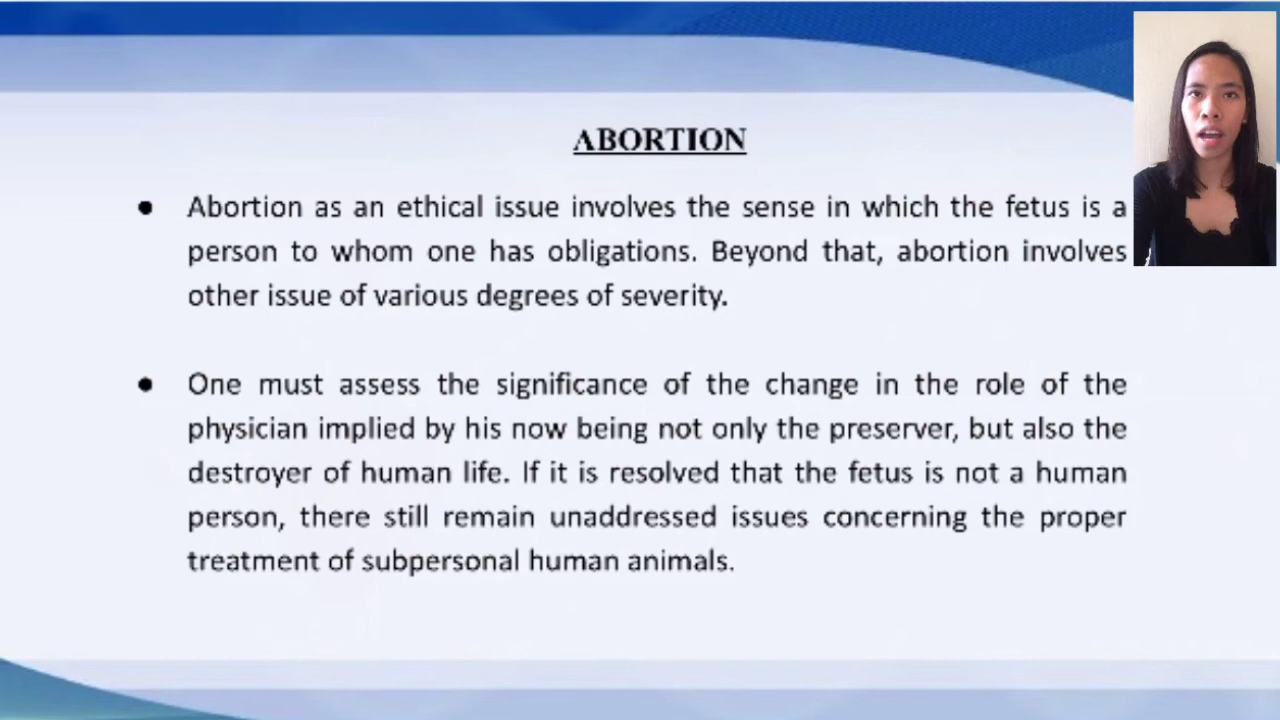 ABORTION
● Abortion as an ethical issue involves the sense in which the fetus is a
person to whom one has obligations. Beyond that, abortion involves
other issue of various degrees of severity.
● One must assess the significance of the change in the role of the
physician implied by his now being not only the preserver, but also the
destroyer of human life. If it is resolved that the fetus is not a human
person, there still remain unaddressed issues concerning the proper
treatment of subpersonal human animals.